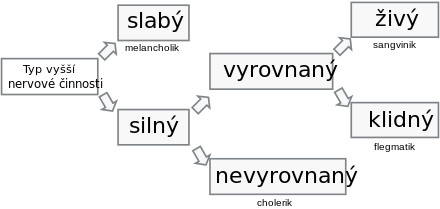 Typ vyšší
nervové činnosti
slabý
melancholik
silný
vyrovnaný
nevyrovnaný
cholerik
živý
sangvinik
klidný
flegmatik